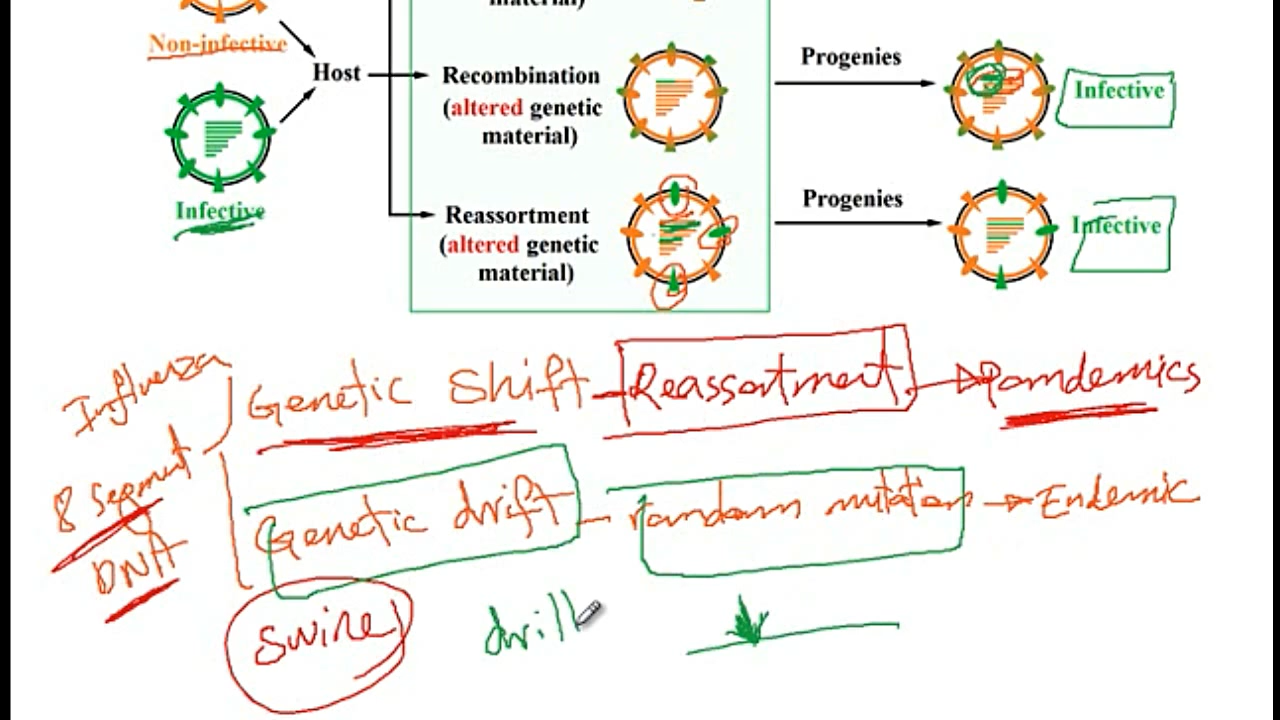 material)
Non-infective
Host
Infective
Recombination
(altered genetic
material)
Progenies
Infective
Reassortment
(altered genetic
material)
Progenies
Infective
Influenza
8 Segment
DNA
Genetic Shift - Reassortment → Pandemics
Genetic drift - random mutation → Endemic
Swine
drill